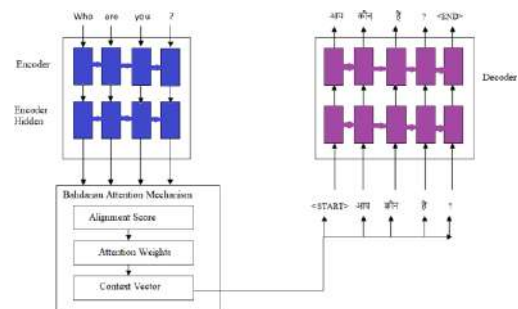 Who are you ?
Encoder
Encoder
Hidden
Bahdanau Attention Mechanism
Alignment Score
Attention Weights
Context Vector
आप कौन हैं ? <END>
Decoder
<START> आप कौन हैं ?